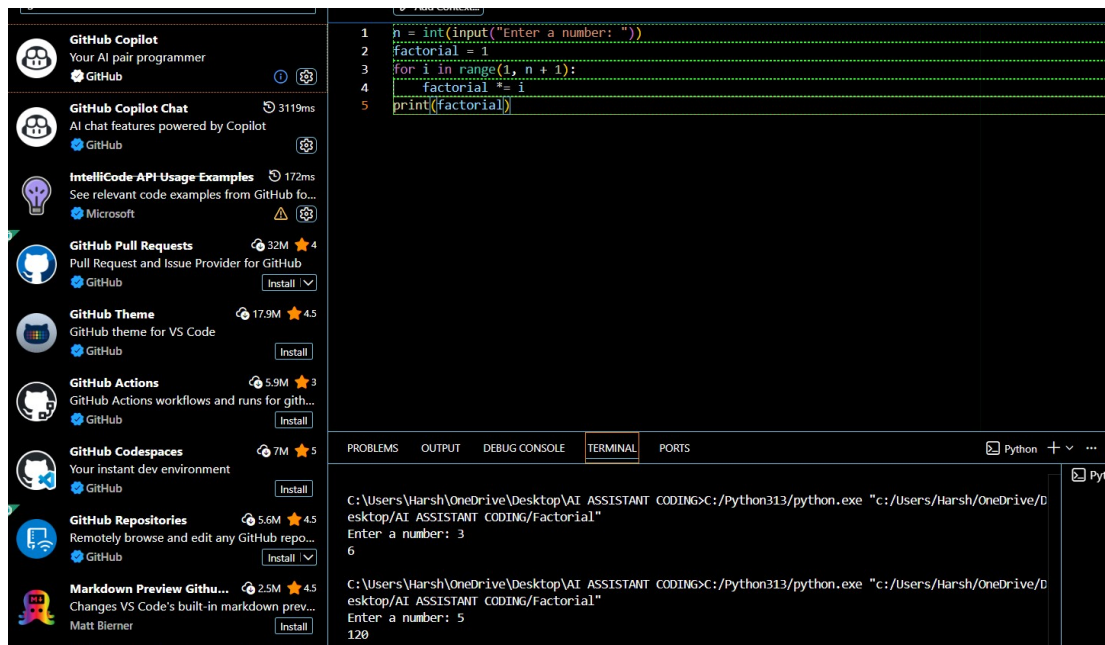 Add Context...
GitHub Copilot
Your AI pair programmer
GitHub
GitHub Copilot Chat 3119ms
AI chat features powered by Copilot
GitHub
IntelliCode API Usage Examples 172ms
See relevant code examples from GitHub fo...
Microsoft
GitHub Pull Requests 32M 4
Pull Request and Issue Provider for GitHub
GitHub Install
GitHub Theme 17.9M 4.5
GitHub theme for VS Code
GitHub Install
GitHub Actions 5.9M 3
GitHub Actions workflows and runs for gith...
GitHub Install
GitHub Codespaces 7M 5
Your instant dev environment
GitHub Install
GitHub Repositories 5.6M 4.5
Remotely browse and edit any GitHub repo...
GitHub Install
Markdown Preview Githu... 2.5M 4.5
Changes VS Code's built-in markdown prev...
Matt Bierner Install
1 n = int(input("Enter a number: "))
2 factorial = 1
3 for i in range(1, n + 1):
4     factorial *= i
5 print(factorial)
PROBLEMS OUTPUT DEBUG CONSOLE TERMINAL PORTS Python
C:\Users\Harsh\OneDrive\Desktop\AI ASSISTANT CODING>C:/Python313/python.exe "c:/Users/Harsh/OneDrive/D
esktop/AI ASSISTANT CODING/Factorial"
Enter a number: 3
6
C:\Users\Harsh\OneDrive\Desktop\AI ASSISTANT CODING>C:/Python313/python.exe "c:/Users/Harsh/OneDrive/D
esktop/AI ASSISTANT CODING/Factorial"
Enter a number: 5
120